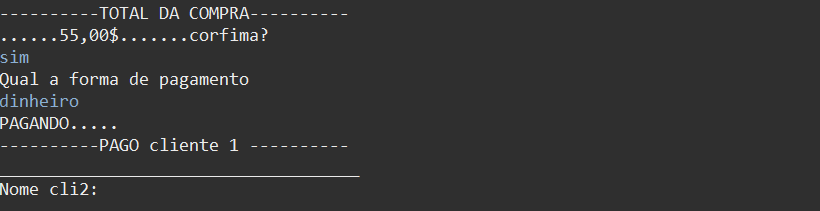 ----------TOTAL DA COMPRA----------
......55,00$.......corfima?
sim
Qual a forma de pagamento
dinheiro
PAGANDO.....
----------PAGO cliente 1 ----------
____________________________________
Nome cli2: